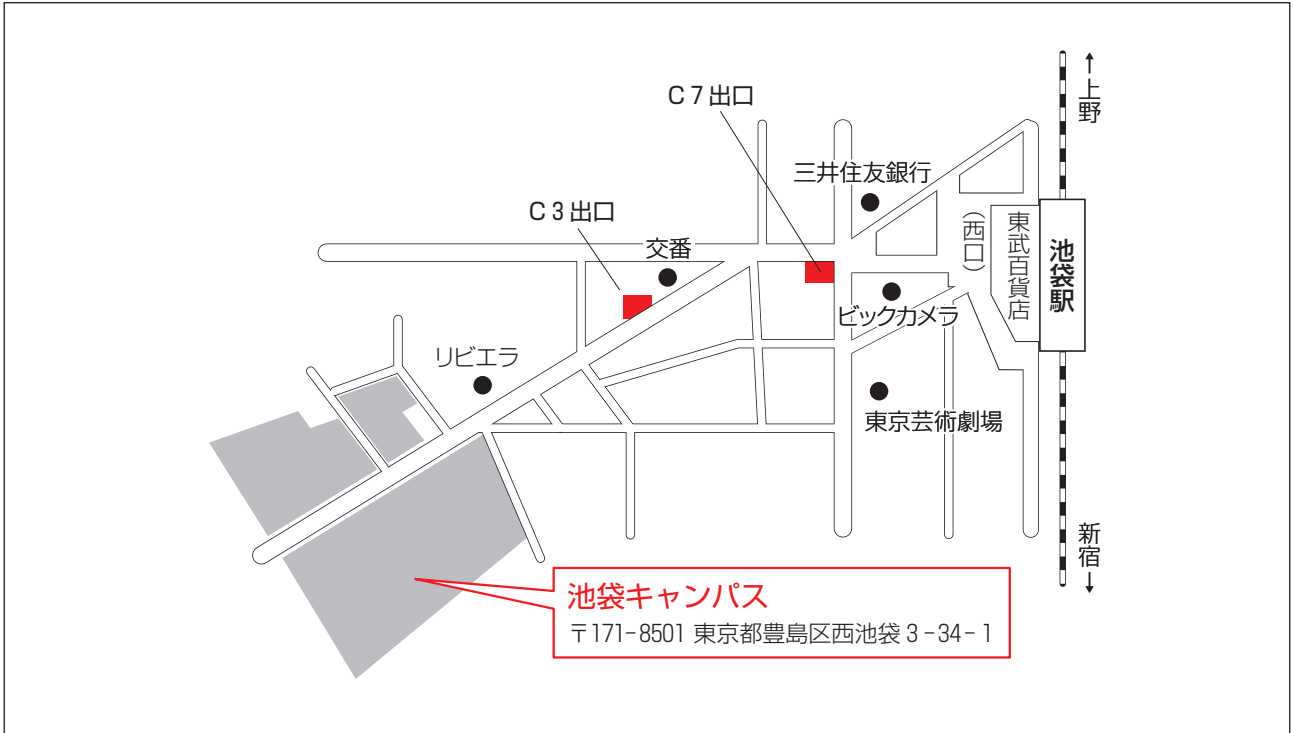 ↑上野
C7出口
三井住友銀行
C3出口
交番
(西口)
東武百貨店
池袋駅
ビックカメラ
リビエラ
東京芸術劇場
新宿↓
池袋キャンパス
〒171-8501 東京都豊島区西池袋3-34-1